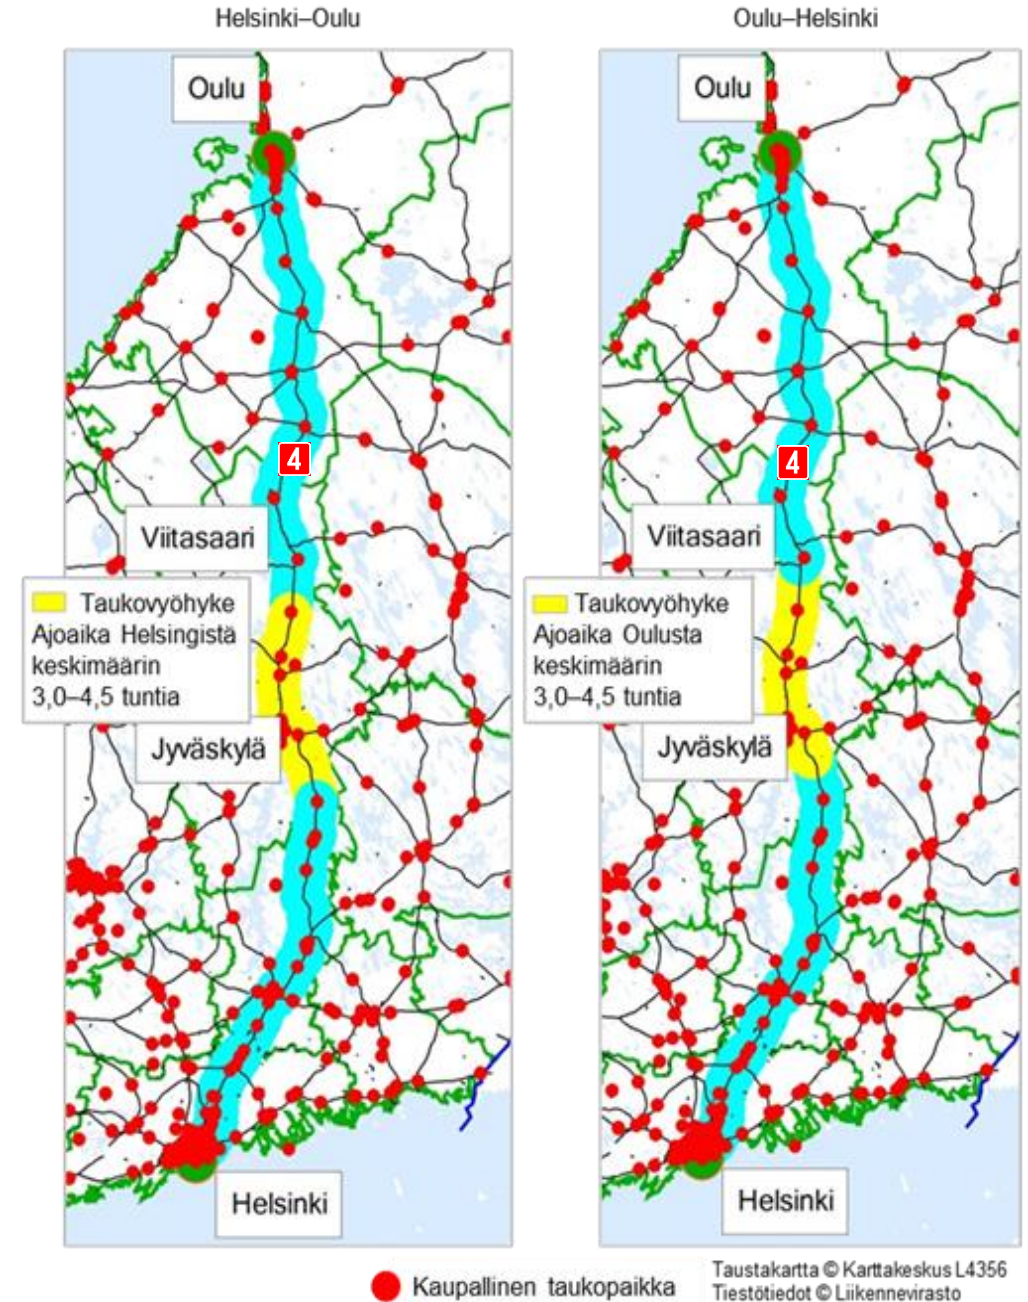 Helsinki–Oulu
Oulu
4
Viitasaari
Taukovyöhyke
Ajoaika Helsingistä
keskimäärin
3,0–4,5 tuntia
Jyväskylä
Helsinki
Oulu–Helsinki
Oulu
4
Viitasaari
Taukovyöhyke
Ajoaika Oulusta
keskimäärin
3,0–4,5 tuntia
Jyväskylä
Helsinki
Kaupallinen taukopaikka
Taustakartta © Karttakeskus L4356
Tiestötiedot © Liikennevirasto